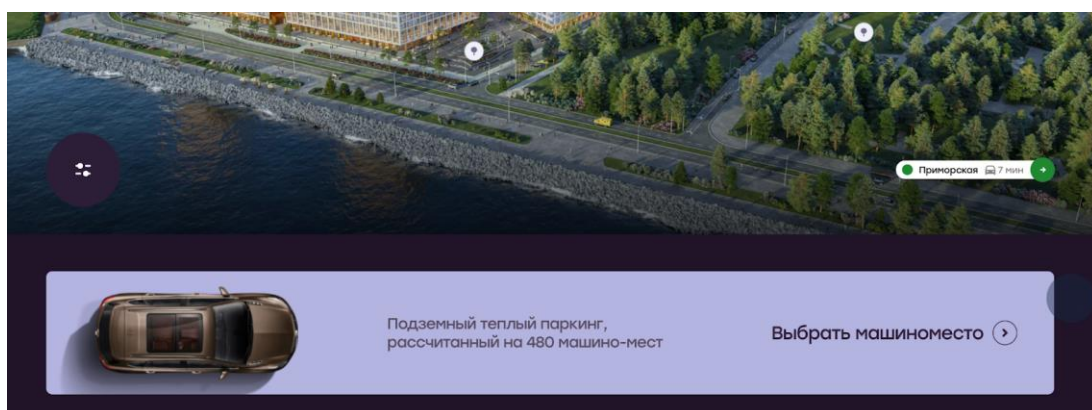 Приморская 7 мин
Подземный теплый паркинг,
рассчитанный на 480 машино-мест
Выбрать машиноместо